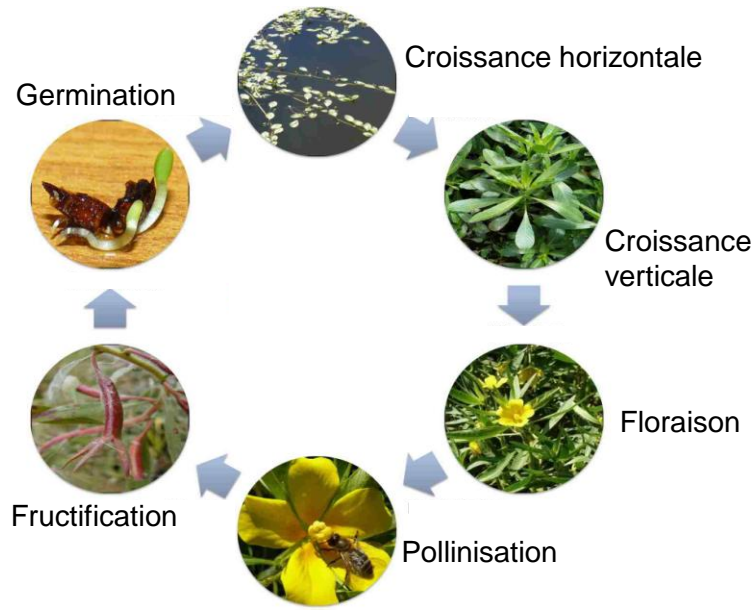 Croissance horizontale
Germination
Croissance
verticale
Floraison
Fructification
Pollinisation